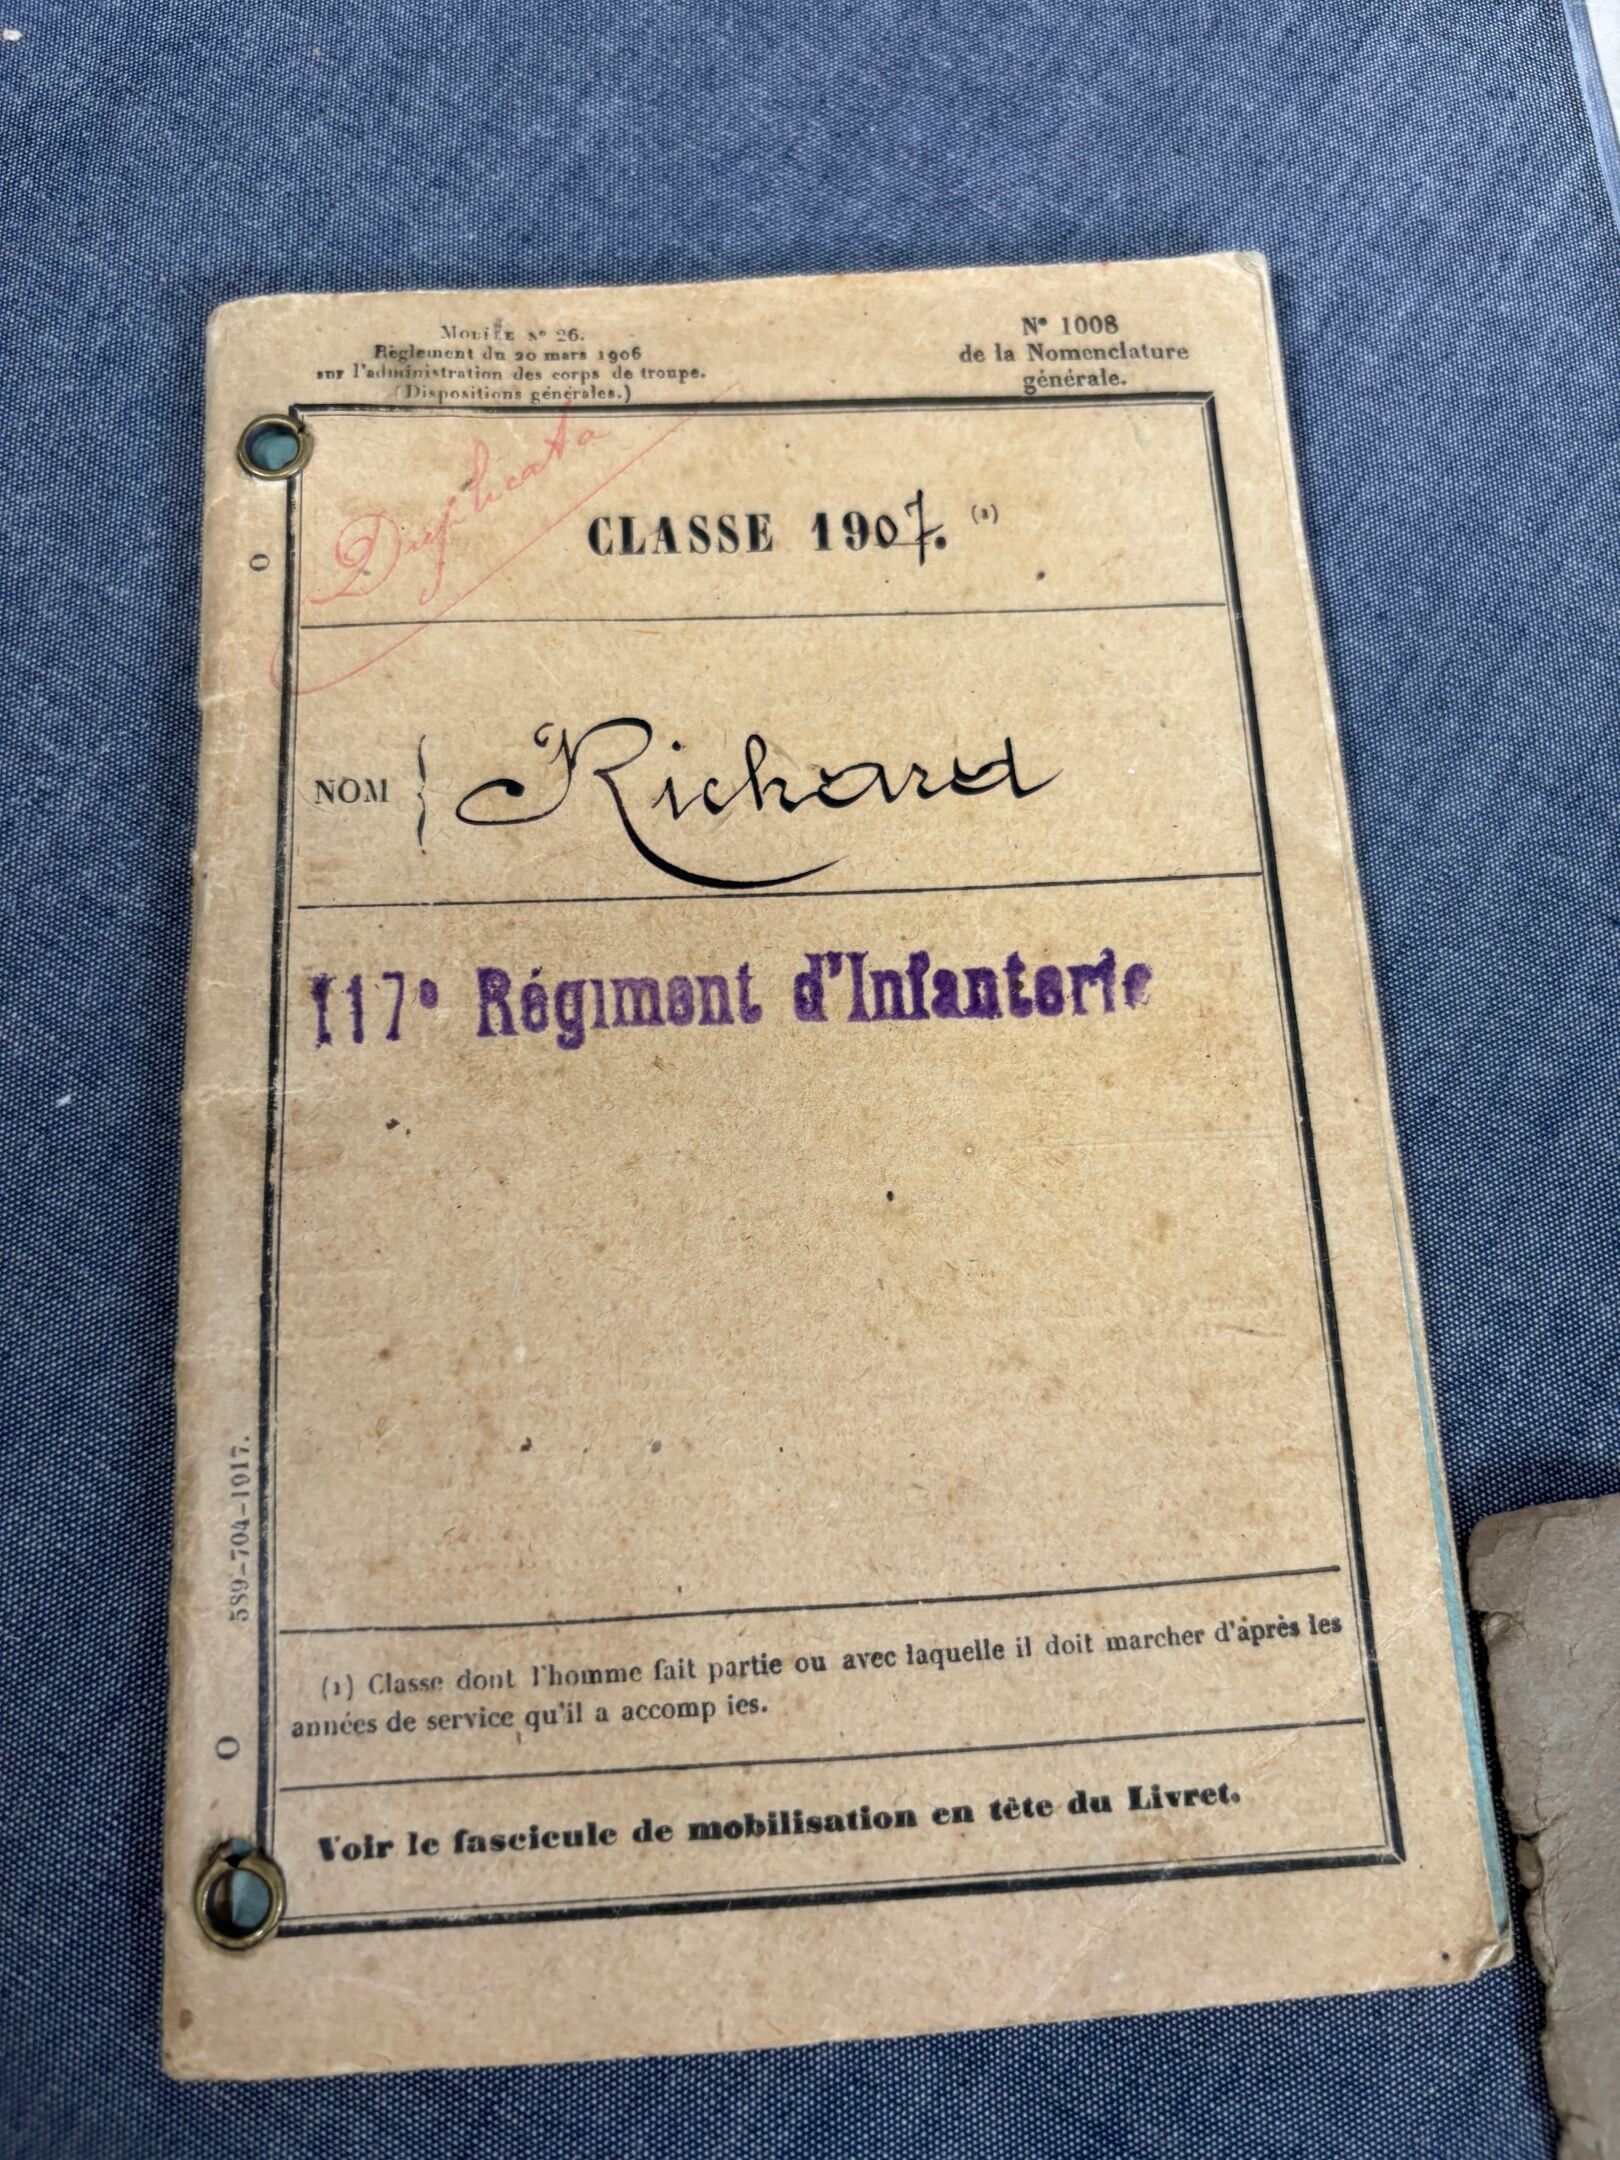 Modèle N° 26.
Règlement du 20 mars 1906
sur l'administration des corps de troupe.
(Dispositions générales.)
N° 1008
de la Nomenclature
générale.
Duplicata
CLASSE 1907. (1)
NOM { Richard
117e Régiment d'Infanterie
(1) Classe dont l'homme fait partie ou avec laquelle il doit marcher d'après les
années de service qu'il a accomp ies.
Voir le fascicule de mobilisation en tête du Livret.
589-704-1917.
O
O